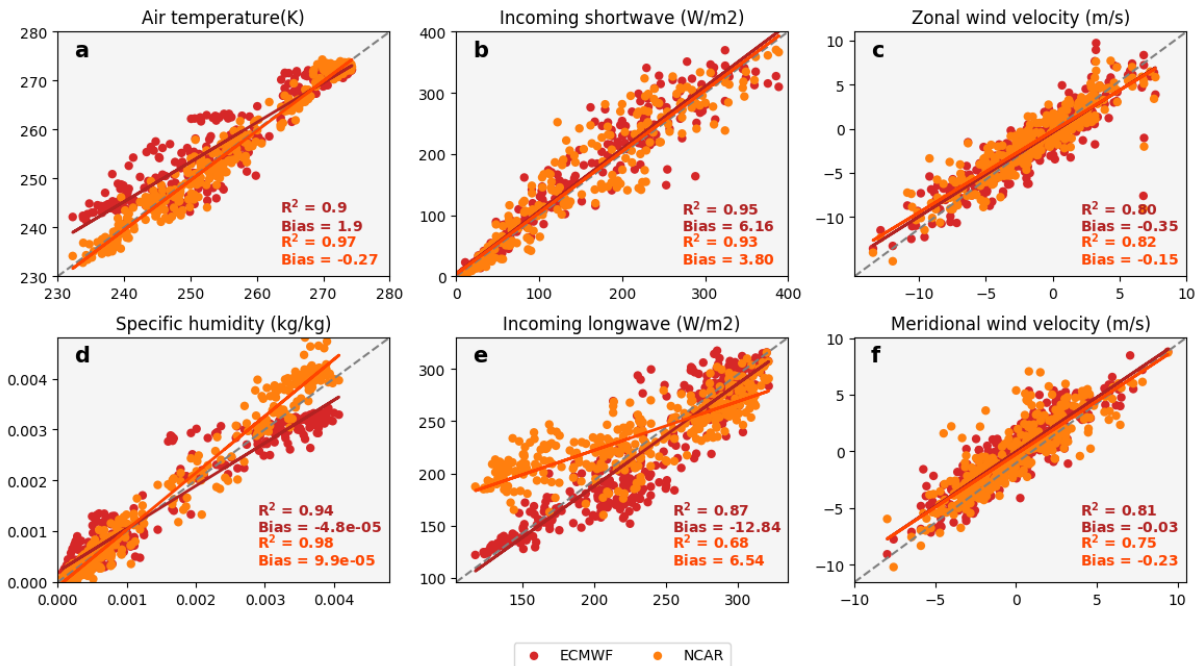 Air temperature(K)
Incoming shortwave (W/m2)
Zonal wind velocity (m/s)
a
b
c
280
270
260
250
240
230
230
240
250
260
270
280
R² = 0.9
Bias = 1.9
R² = 0.97
Bias = -0.27
400
300
200
100
0
0
100
200
300
400
R² = 0.95
Bias = 6.16
R² = 0.93
Bias = 3.80
10
5
0
−5
−10
−10
−5
0
5
10
R² = 0.80
Bias = -0.35
R² = 0.82
Bias = -0.15
Specific humidity (kg/kg)
Incoming longwave (W/m2)
Meridional wind velocity (m/s)
d
e
f
0.004
0.003
0.002
0.001
0.000
0.000
0.001
0.002
0.003
0.004
R² = 0.94
Bias = -4.8e-05
R² = 0.98
Bias = 9.9e-05
300
250
200
150
100
150
200
250
300
R² = 0.87
Bias = -12.84
R² = 0.68
Bias = 6.54
10
5
0
−5
−10
−10
−5
0
5
10
R² = 0.81
Bias = -0.03
R² = 0.75
Bias = -0.23
ECMWF
NCAR